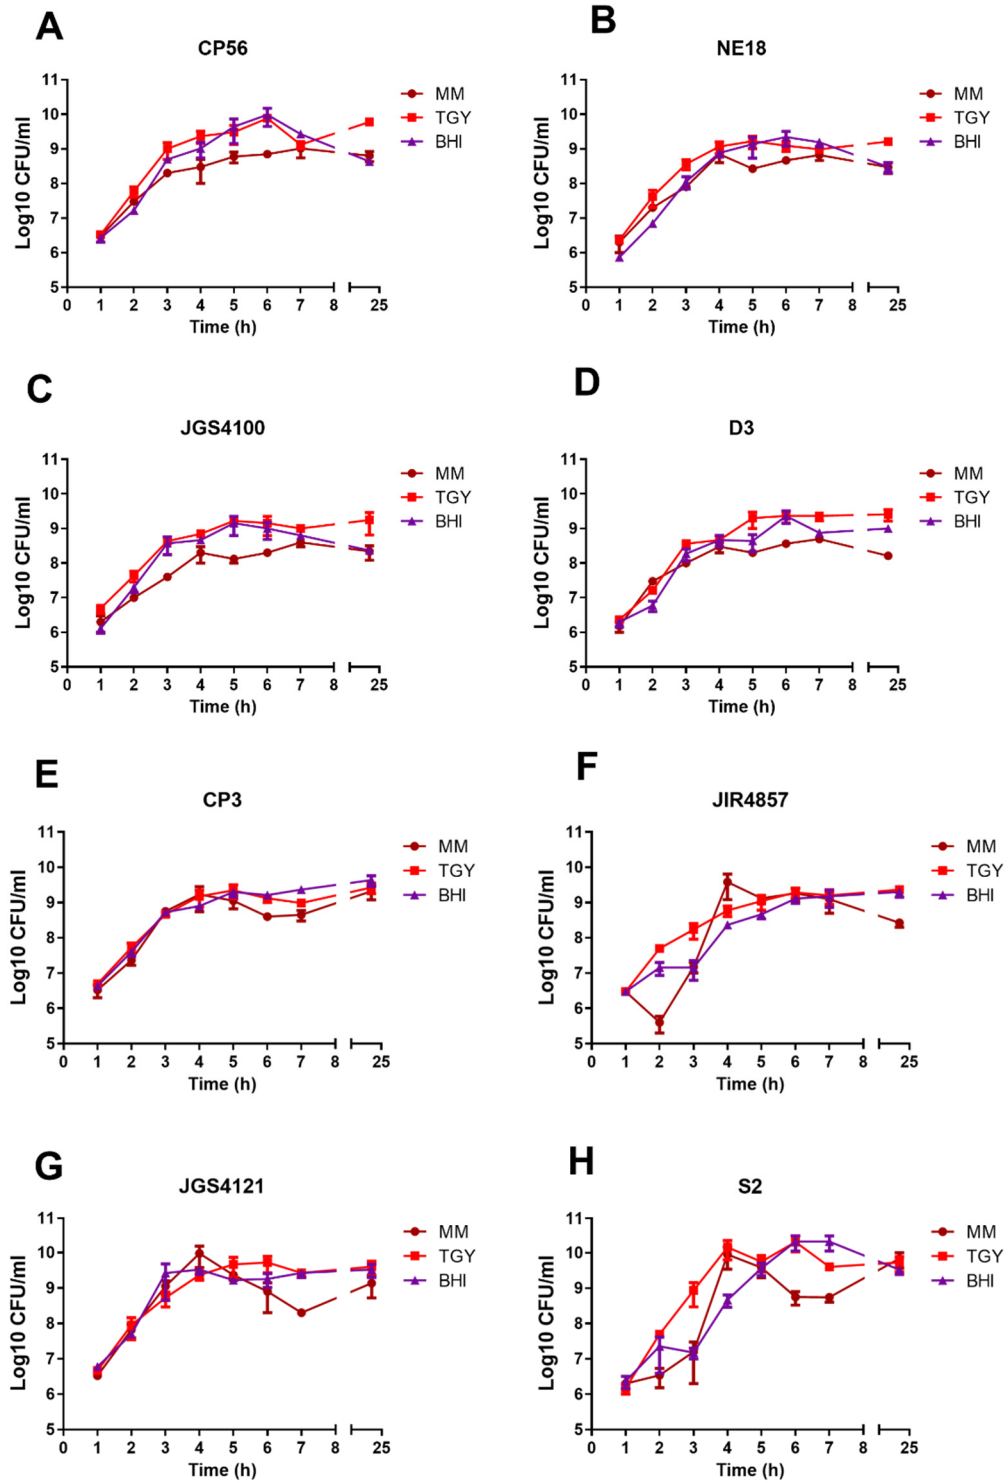 A
CP56
11
10
9
8
7
6
5
0 1 2 3 4 5 6 7 8 25
Log10 CFU/ml
Time (h)
MM
TGY
BHI
B
NE18
11
10
9
8
7
6
5
0 1 2 3 4 5 6 7 8 25
Log10 CFU/ml
Time (h)
MM
TGY
BHI
C
JGS4100
11
10
9
8
7
6
5
0 1 2 3 4 5 6 7 8 25
Log10 CFU/ml
Time (h)
MM
TGY
BHI
D
D3
11
10
9
8
7
6
5
0 1 2 3 4 5 6 7 8 25
Log10 CFU/ml
Time (h)
MM
TGY
BHI
E
CP3
11
10
9
8
7
6
5
0 1 2 3 4 5 6 7 8 25
Log10 CFU/ml
Time (h)
MM
TGY
BHI
F
JIR4857
11
10
9
8
7
6
5
0 1 2 3 4 5 6 7 8 25
Log10 CFU/ml
Time (h)
MM
TGY
BHI
G
JGS4121
11
10
9
8
7
6
5
0 1 2 3 4 5 6 7 8 25
Log10 CFU/ml
Time (h)
MM
TGY
BHI
H
S2
11
10
9
8
7
6
5
0 1 2 3 4 5 6 7 8 25
Log10 CFU/ml
Time (h)
MM
TGY
BHI